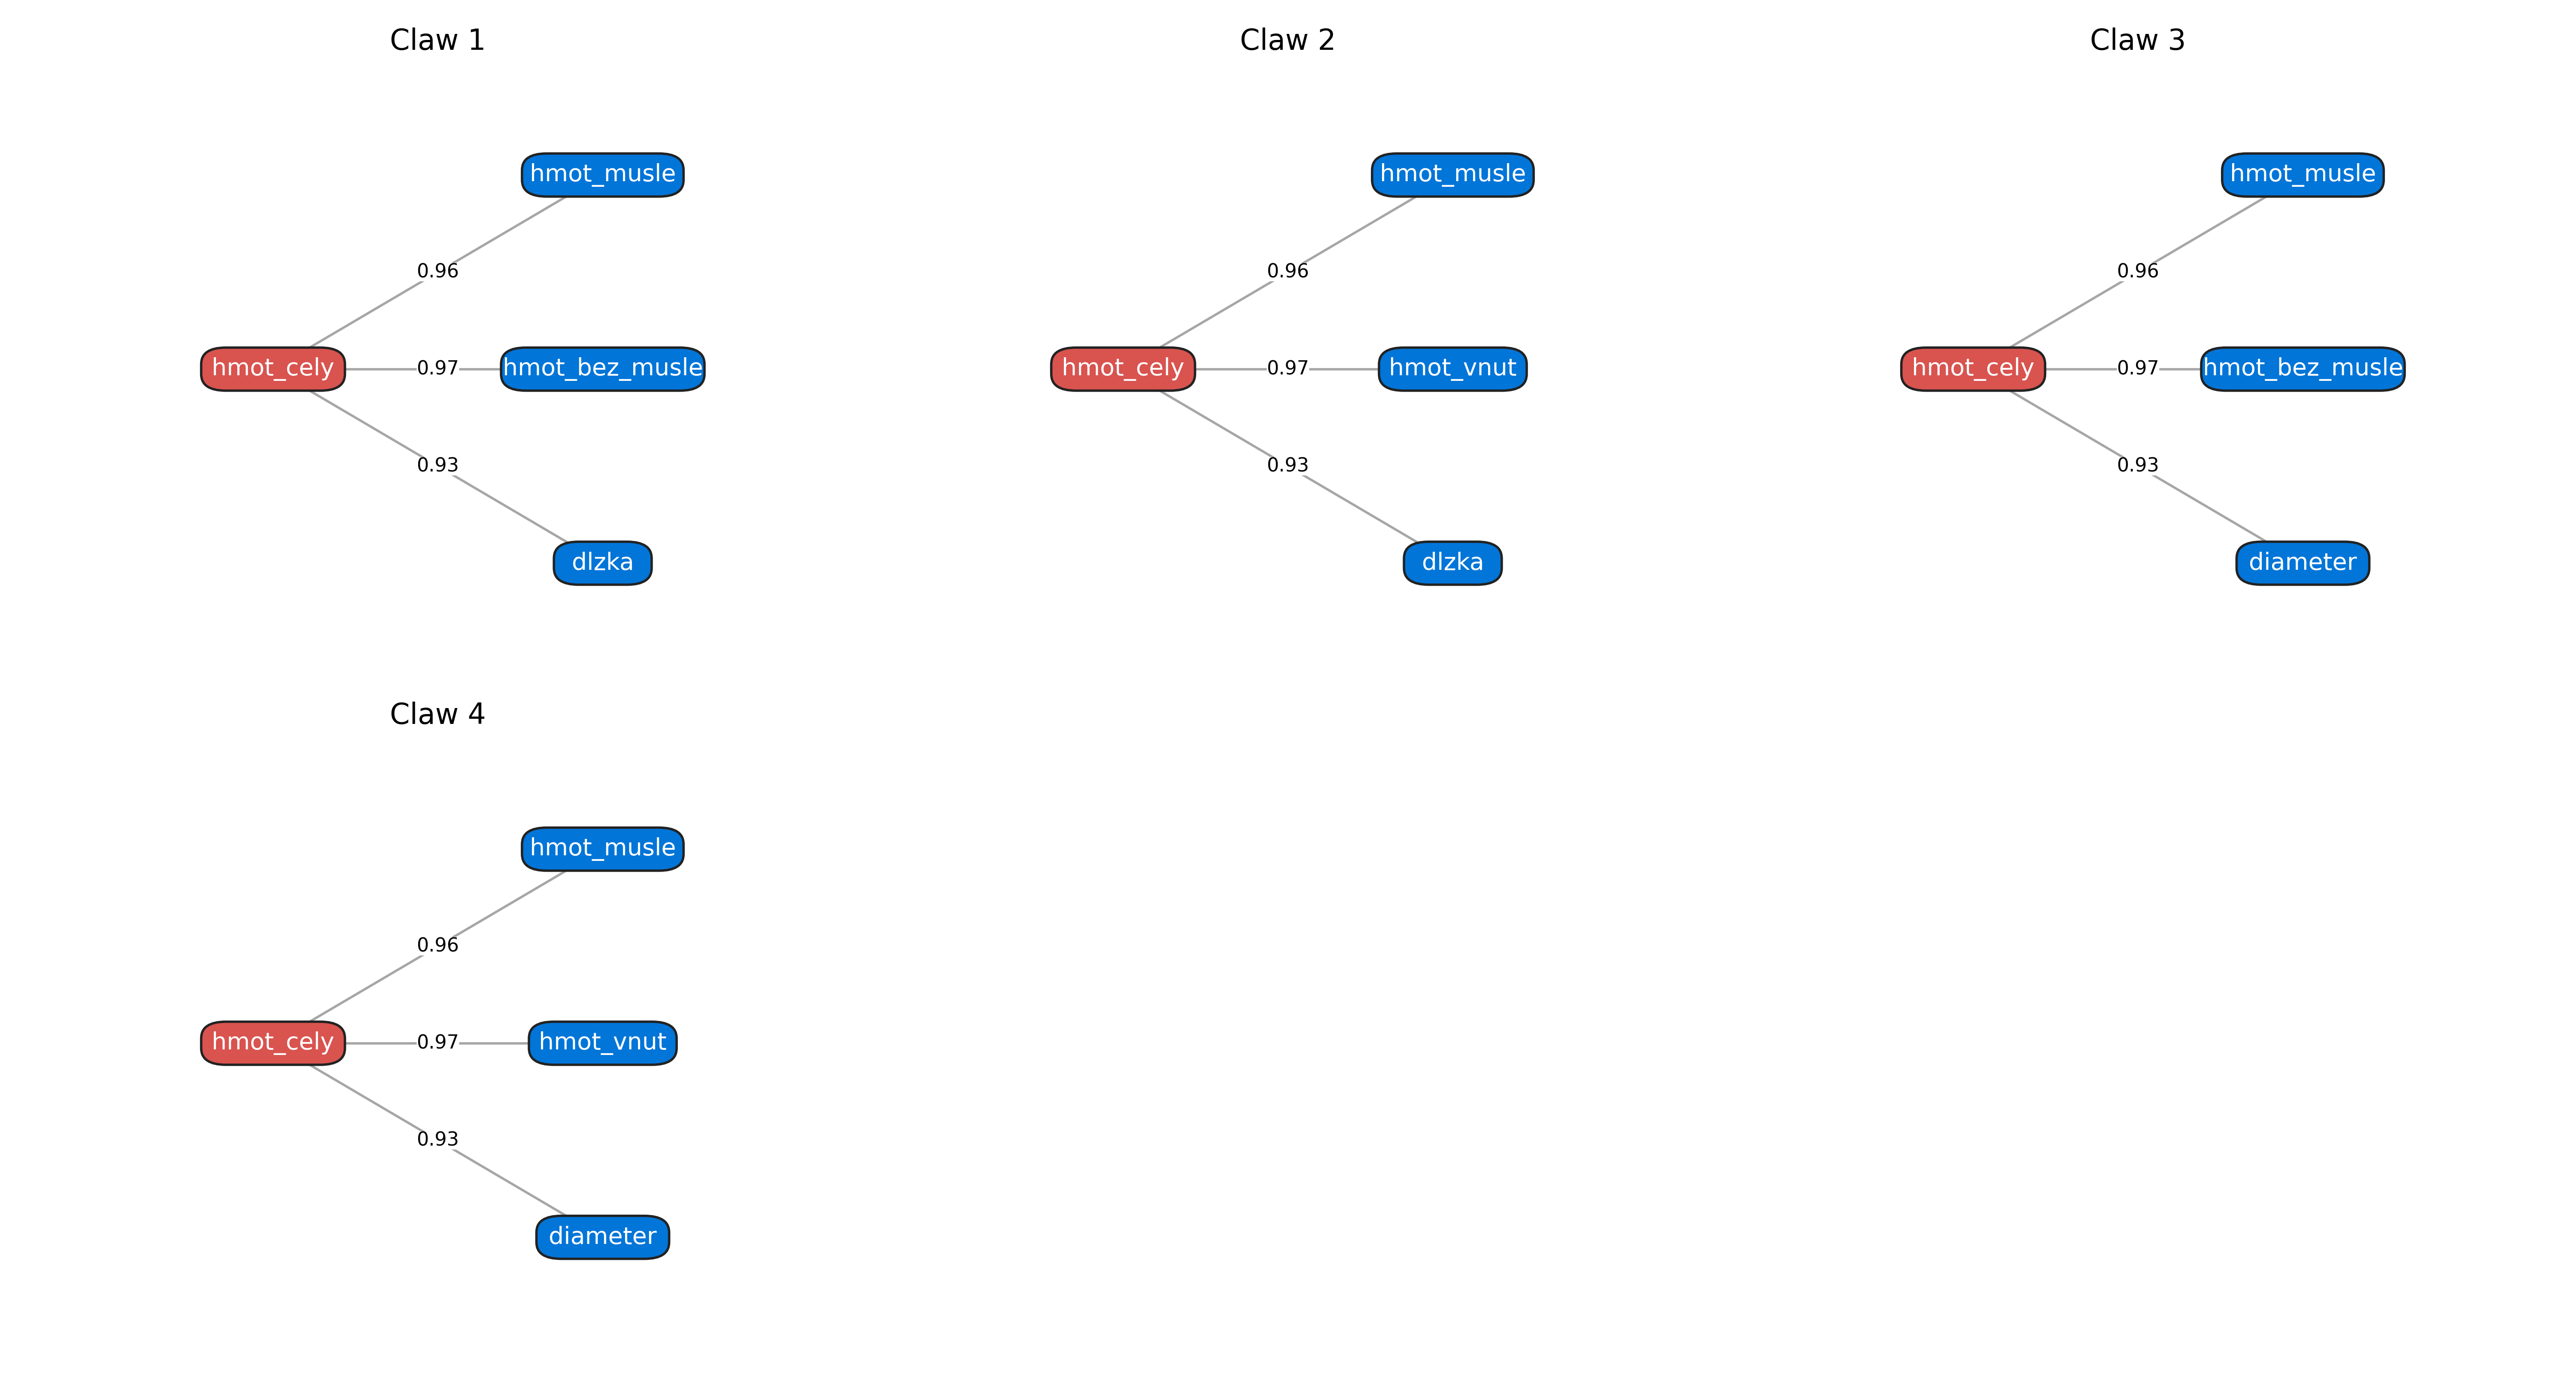 Claw 1
hmot_musle
0.96
hmot_cely
0.97
hmot_bez_musle
0.93
dlzka
Claw 2
hmot_musle
0.96
hmot_cely
0.97
hmot_vnut
0.93
dlzka
Claw 3
hmot_musle
0.96
hmot_cely
0.97
hmot_bez_musle
0.93
diameter
Claw 4
hmot_musle
0.96
hmot_cely
0.97
hmot_vnut
0.93
diameter